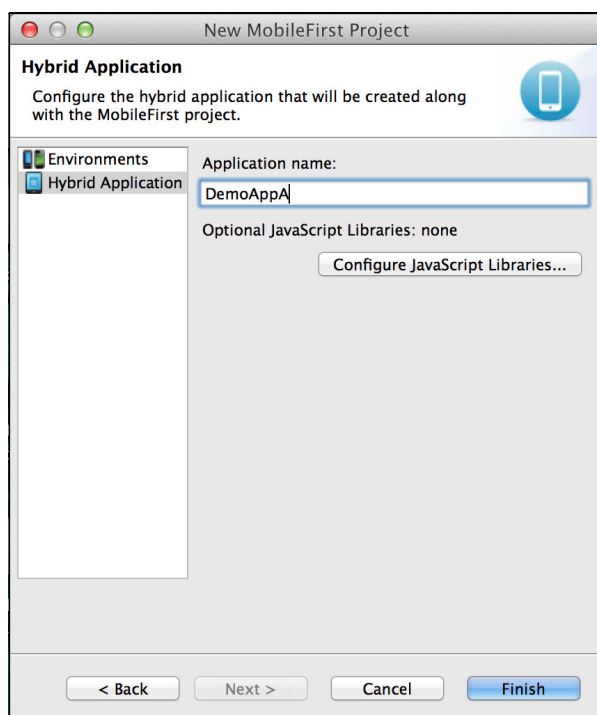 New MobileFirst Project
Hybrid Application
Configure the hybrid application that will be created along
with the MobileFirst project.
Environments
Hybrid Application
Application name:
DemoAppA
Optional JavaScript Libraries: none
Configure JavaScript Libraries...
< Back
Next >
Cancel
Finish